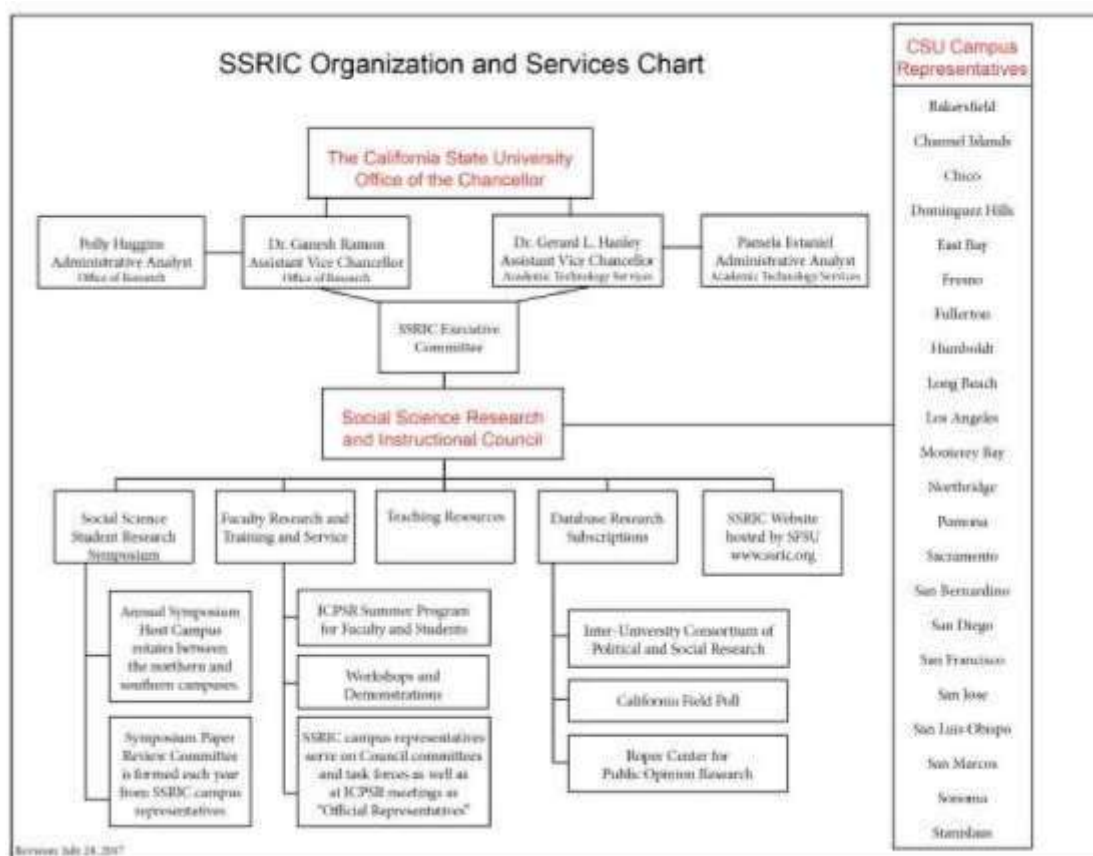 SSRIC Organization and Services Chart
The California State University
Office of the Chancellor
Polly Huggins
Administrative Analyst
Office of Research
Dr. Ganesh Raman
Assistant Vice Chancellor
Office of Research
Dr. Gerard L. Hanley
Assistant Vice Chancellor
Academic Technology Services
Pamela Estaniel
Administrative Analyst
Academic Technology Services
SSRIC Executive
Committee
Social Science Research
and Instructional Council
Social Science
Student Research
Symposium
Annual Symposium
Host Campus
rotates between
the northern and
southern campuses.
Symposium Paper
Review Committee
is formed each year
from SSRIC campus
representatives
Faculty Research and
Training and Service
ICPSR Summer Program
for Faculty and Students
Workshops and
Demonstrations
SSRIC campus representatives
serve on Council committees
and task forces as well as
at ICPSR meetings as
"Official Representatives"
Teaching Resources
Database Research
Subscriptions
Inter-University Consortium of
Political and Social Research
California Field Poll
Roper Center for
Public Opinion Research
SSRIC Website
hosted by SFSU
www.ssric.org
CSU Campus
Representatives
Bakersfield
Channel Islands
Chico
Dominguez Hills
East Bay
Fresno
Fullerton
Humboldt
Long Beach
Los Angeles
Monterey Bay
Northridge
Pomona
Sacramento
San Bernardino
San Diego
San Francisco
San Jose
San Luis Obispo
San Marcos
Sonoma
Stanislaus
July 24, 2017